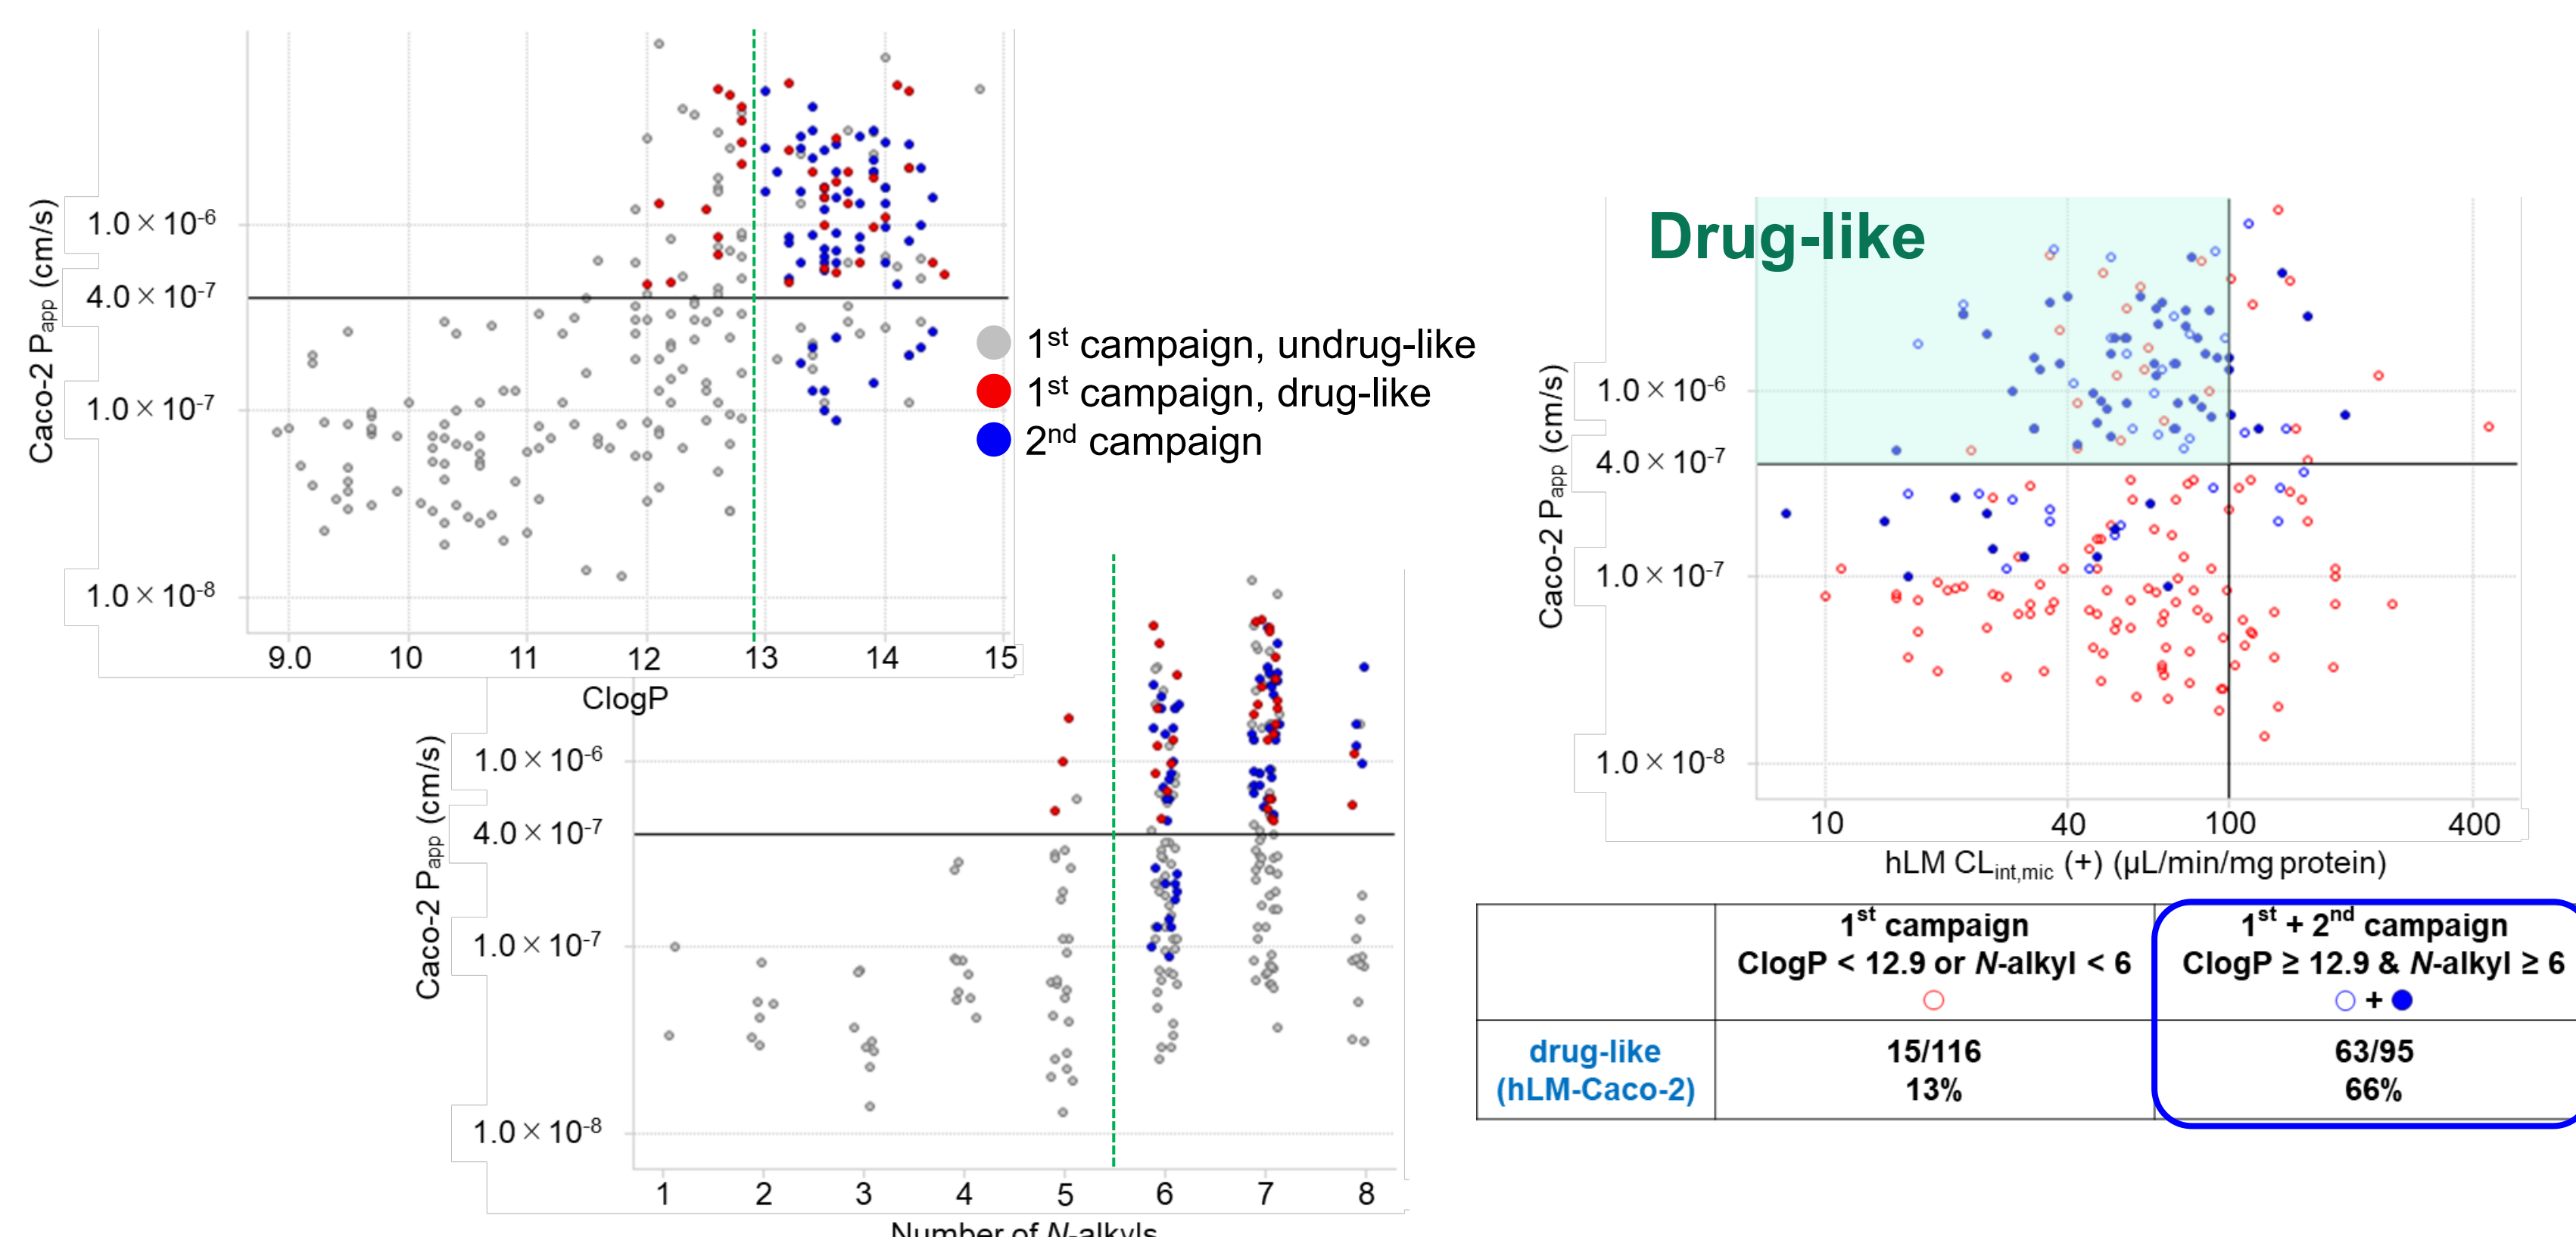 Caco-2 Papp (cm/s)
1.0 × 10-6
4.0 × 10-7
1.0 × 10-7
1.0 × 10-8
9.0 10 11 12 13 14 15
ClogP
1st campaign, undrug-like
1st campaign, drug-like
2nd campaign
Caco-2 Papp (cm/s)
1.0 × 10-6
4.0 × 10-7
1.0 × 10-7
1.0 × 10-8
1 2 3 4 5 6 7 8
Number of N-alkyls
Drug-like
Caco-2 Papp (cm/s)
1.0 × 10-6
4.0 × 10-7
1.0 × 10-7
1.0 × 10-8
10 40 100 400
hLM CLint,mic (+) (μL/min/mg protein)
1st campaign
ClogP < 12.9 or N-alkyl < 6
1st + 2nd campaign
ClogP ≥ 12.9 & N-alkyl ≥ 6
+
drug-like
(hLM-Caco-2)
15/116
13%
63/95
66%